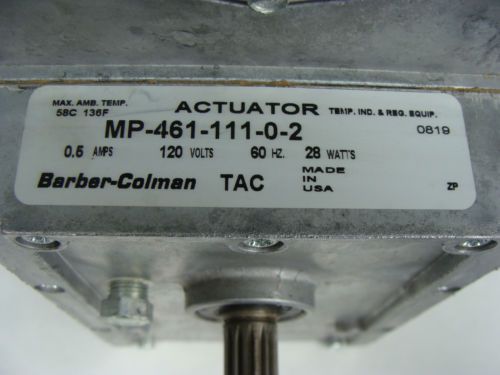 MAX. AMB. TEMP.
58C 136F
ACTUATOR
TEMP. IND. & REG. EQUIP.
MP-461-111-0-2
0819
0.5 AMPS 120 VOLTS 60 HZ. 28 WATTS
Barber-Colman TAC
MADE
IN
USA
ZP